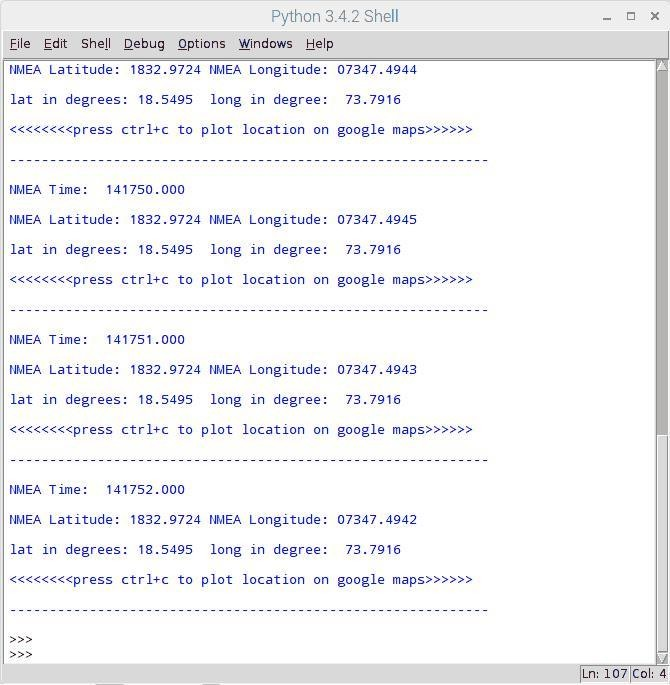 Python 3.4.2 Shell
File Edit Shell Debug Options Windows Help
NMEA Latitude: 1832.9724 NMEA Longitude: 07347.4944
lat in degrees: 18.5495  long in degree:  73.7916
<<<<<<<<press ctrl+c to plot location on google maps>>>>>>
------------------------------------------------------------
NMEA Time:  141750.000
NMEA Latitude: 1832.9724 NMEA Longitude: 07347.4945
lat in degrees: 18.5495  long in degree:  73.7916
<<<<<<<<press ctrl+c to plot location on google maps>>>>>>
------------------------------------------------------------
NMEA Time:  141751.000
NMEA Latitude: 1832.9724 NMEA Longitude: 07347.4943
lat in degrees: 18.5495  long in degree:  73.7916
<<<<<<<<press ctrl+c to plot location on google maps>>>>>>
------------------------------------------------------------
NMEA Time:  141752.000
NMEA Latitude: 1832.9724 NMEA Longitude: 07347.4942
lat in degrees: 18.5495  long in degree:  73.7916
<<<<<<<<press ctrl+c to plot location on google maps>>>>>>
------------------------------------------------------------
>>>
>>>
Ln: 107 Col: 4